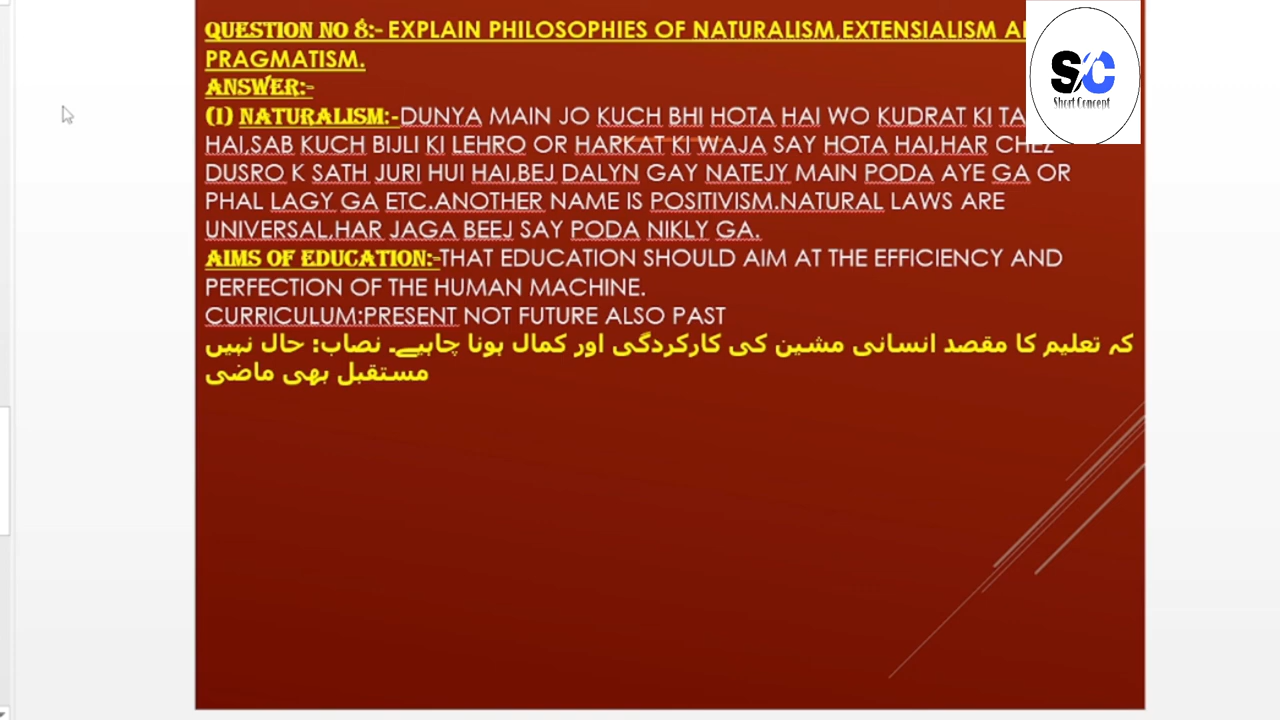 QUESTION NO 8:- EXPLAIN PHILOSOPHIES OF NATURALISM,EXTENSIALISM
PRAGMATISM.
ANSWER:-
(I) NATURALISM:-DUNYA MAIN JO KUCH BHI HOTA HAI WO KUDRAT KI
HAI,SAB KUCH BIJLI KI LEHRO OR HARKAT KI WAJA SAY HOTA HAI,HAR CHEZ
DUSRO K SATH JURI HUI HAI,BEJ DALYN GAY NATEJY MAIN PODA AYE GA OR
PHAL LAGY GA ETC.ANOTHER NAME IS POSITIVISM.NATURAL LAWS ARE
UNIVERSAL,HAR JAGA BEEJ SAY PODA NIKLY GA.
AIMS OF EDUCATION:-THAT EDUCATION SHOULD AIM AT THE EFFICIENCY AND
PERFECTION OF THE HUMAN MACHINE.
CURRICULUM:PRESENT NOT FUTURE ALSO PAST
کہ تعلیم کا مقصد انسانی مشین کی کارکردگی اور کمال ہونا چاہیے۔ نصاب: حال نہیں
مستقبل بھی ماضی
S/C
Short Concept